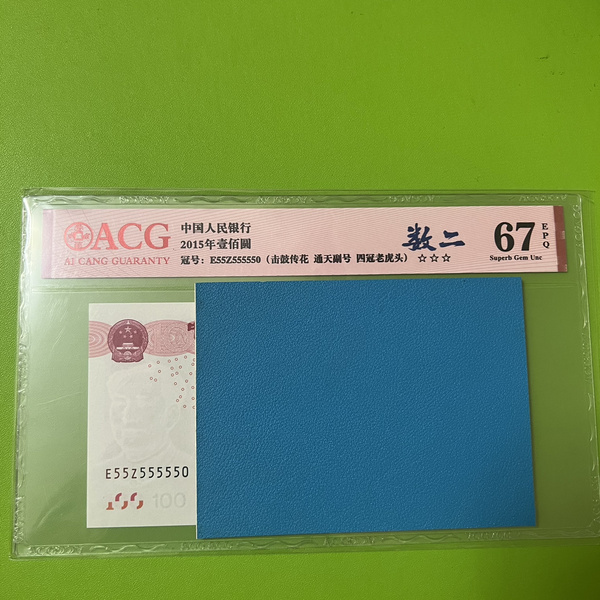 ACG
AI CANG GUARANTY
中国人民银行
2015年壹佰圓
冠号: E55Z555550 (击鼓传花 通天副号 四冠老虎头) ☆☆☆
数二
67
EPQ
Superb Gem Unc
E55Z555550
100 100